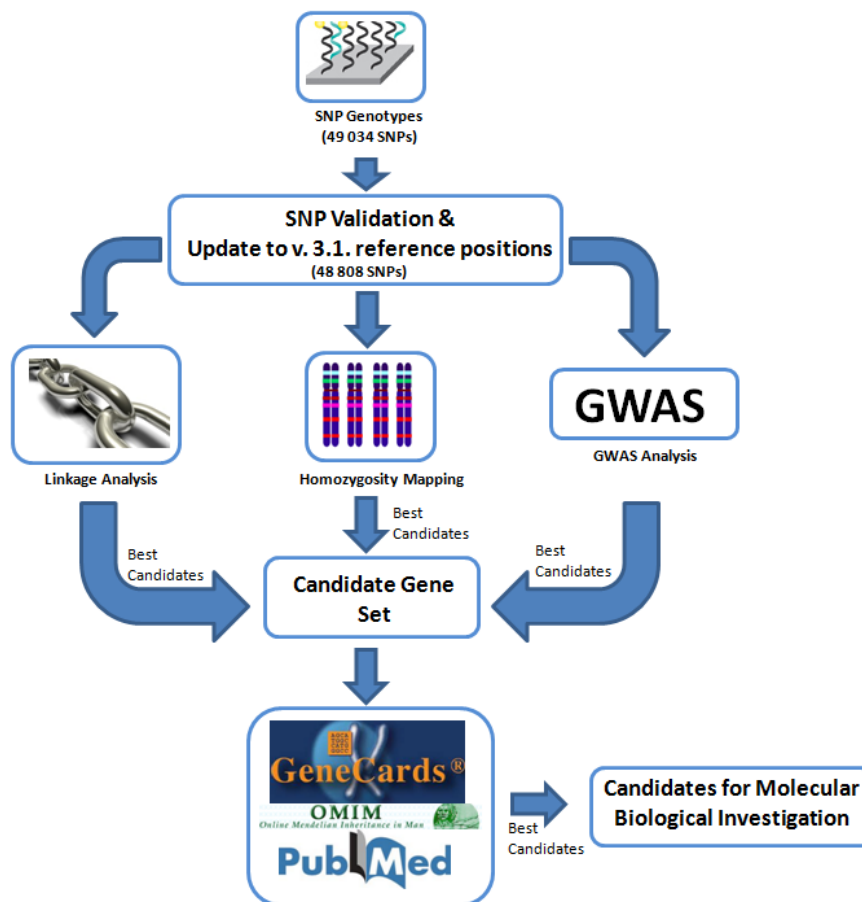 SNP Genotypes
(49 034 SNPs)
SNP Validation &
Update to v. 3.1. reference positions
(48 808 SNPs)
GWAS
Linkage Analysis
Homozygosity Mapping
GWAS Analysis
Best
Candidates
Best
Candidates
Best
Candidates
Candidate Gene
Set
GeneCards®
OMIM
Online Mendelian Inheritance in Man
PubMed
Best
Candidates
Candidates for Molecular
Biological Investigation